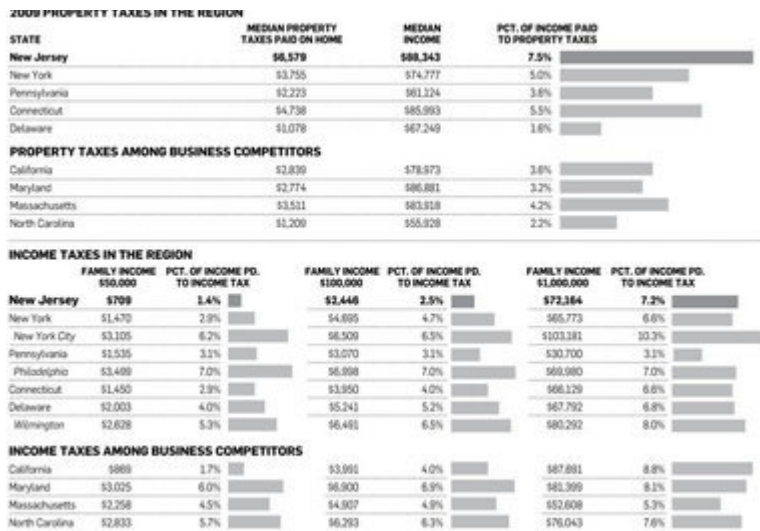 2009 PROPERTY TAXES IN THE REGION
STATE MEDIAN PROPERTY TAXES PAID ON HOME MEDIAN INCOME PCT. OF INCOME PAID TO PROPERTY TAXES
New Jersey $6,579 $88,343 7.5%
New York $3,755 $74,777 5.0%
Pennsylvania $2,223 $61,124 3.6%
Connecticut $4,738 $85,993 5.5%
Delaware $1,078 $67,249 1.6%
PROPERTY TAXES AMONG BUSINESS COMPETITORS
California $2,839 $78,973 3.6%
Maryland $2,774 $86,881 3.2%
Massachusetts $3,511 $83,918 4.2%
North Carolina $1,209 $55,928 2.2%
INCOME TAXES IN THE REGION
FAMILY INCOME $50,000 PCT. OF INCOME PD. TO INCOME TAX FAMILY INCOME $100,000 PCT. OF INCOME PD. TO INCOME TAX FAMILY INCOME $1,000,000 PCT. OF INCOME PD. TO INCOME TAX
New Jersey $709 1.4% $2,446 2.5% $72,164 7.2%
New York $1,470 2.9% $4,695 4.7% $65,773 6.6%
New York City $3,105 6.2% $6,509 6.5% $103,181 10.3%
Pennsylvania $1,535 3.1% $3,070 3.1% $30,700 3.1%
Philadelphia $3,499 7.0% $6,998 7.0% $69,980 7.0%
Connecticut $1,450 2.9% $3,950 4.0% $66,129 6.6%
Delaware $2,003 4.0% $5,241 5.2% $67,792 6.8%
Wilmington $2,628 5.3% $6,491 6.5% $80,292 8.0%
INCOME TAXES AMONG BUSINESS COMPETITORS
California $869 1.7% $3,991 4.0% $87,691 8.8%
Maryland $3,025 6.0% $6,900 6.9% $81,399 8.1%
Massachusetts $2,258 4.5% $4,907 4.9% $52,608 5.3%
North Carolina $2,833 5.7% $6,293 6.3% $76,043 7.6%